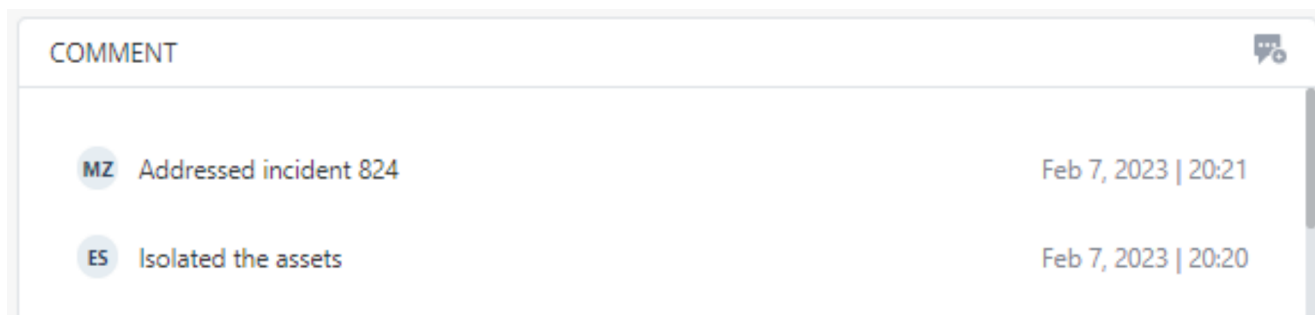 COMMENT
MZ Addressed incident 824 Feb 7, 2023 | 20:21
ES Isolated the assets Feb 7, 2023 | 20:20